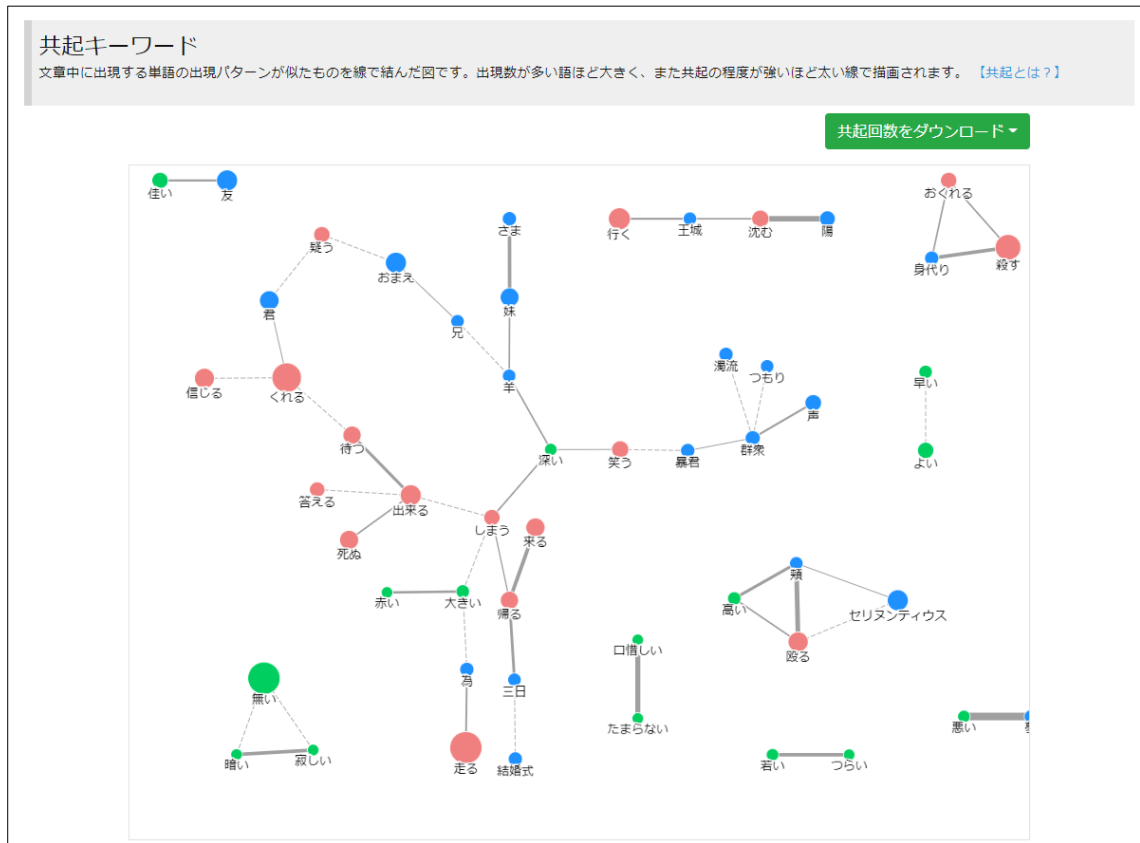 共起キーワード
文章中に出現する単語の出現パターンが似たものを線で結んだ図です。出現数が多い語ほど大きく、また共起の程度が強いほど太い線で描画されます。 【共起とは？】
共起回数をダウンロード
佳い
友
さま
行く
王城
沈む
陽
おくれる
身代り
殺す
疑う
おまえ
君
妹
兄
羊
信じる
くれる
濁流
つもり
声
群衆
早い
よい
待つ
深い
笑う
暴君
答える
出来る
しまう
来る
死ぬ
赤い
大きい
帰る
頬
高い
セリヌンティウス
殴る
口惜しい
たまらない
無い
暗い
寂しい
為
三日
走る
結婚式
悪い
若い
つらい